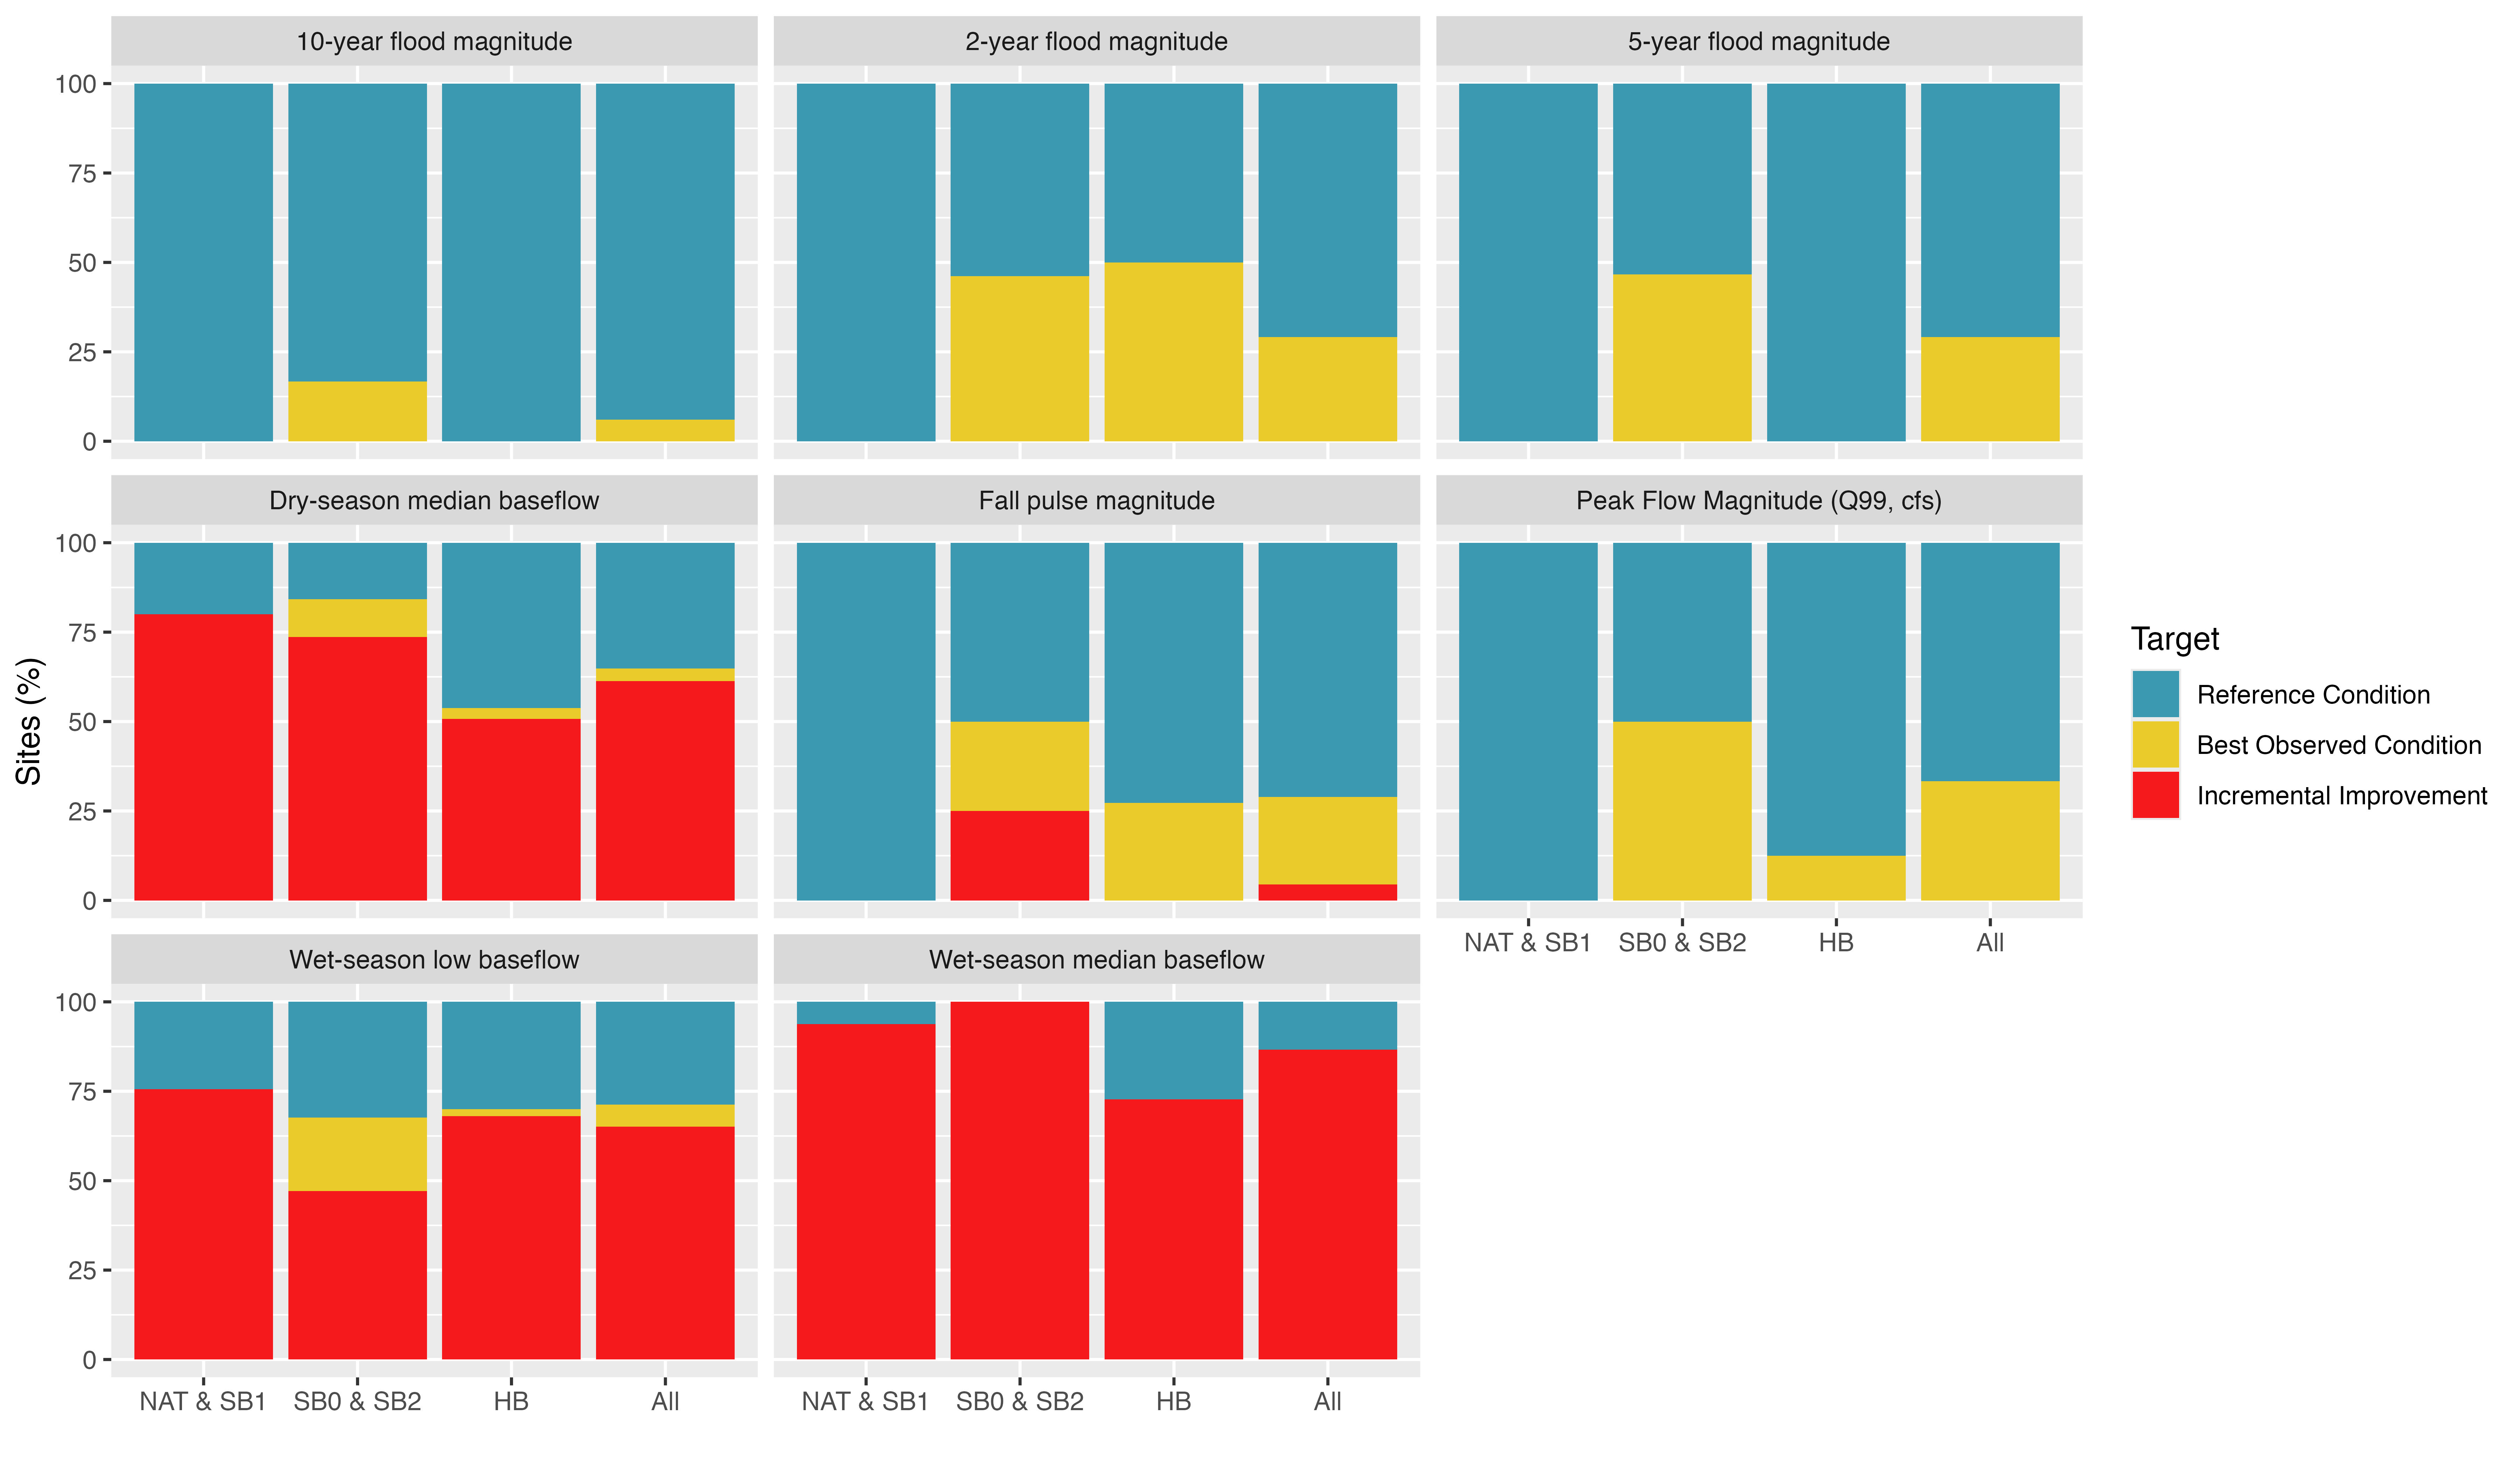 10-year flood magnitude
2-year flood magnitude
5-year flood magnitude
100
75
50
25
0
Dry-season median baseflow
Fall pulse magnitude
Peak Flow Magnitude (Q99, cfs)
100
75
50
25
0
Sites (%)
NAT & SB1 SB0 & SB2 HB All
Wet-season low baseflow
Wet-season median baseflow
100
75
50
25
0
NAT & SB1 SB0 & SB2 HB All
NAT & SB1 SB0 & SB2 HB All
Target
Reference Condition
Best Observed Condition
Incremental Improvement